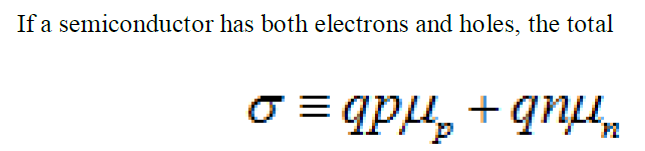 If a semiconductor has both electrons and holes, the total
σ ≡ qpμₚ + qnμₙ